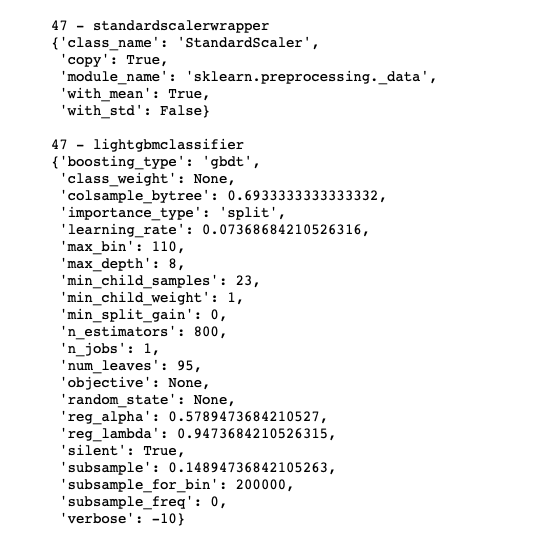 47 - standardscalerwrapper
{'class_name': 'StandardScaler',
 'copy': True,
 'module_name': 'sklearn.preprocessing._data',
 'with_mean': True,
 'with_std': False}

47 - lightgbmclassifier
{'boosting_type': 'gbdt',
 'class_weight': None,
 'colsample_bytree': 0.6933333333333332,
 'importance_type': 'split',
 'learning_rate': 0.07368684210526316,
 'max_bin': 110,
 'max_depth': 8,
 'min_child_samples': 23,
 'min_child_weight': 1,
 'min_split_gain': 0,
 'n_estimators': 800,
 'n_jobs': 1,
 'num_leaves': 95,
 'objective': None,
 'random_state': None,
 'reg_alpha': 0.5789473684210527,
 'reg_lambda': 0.9473684210526315,
 'silent': True,
 'subsample': 0.14894736842105263,
 'subsample_for_bin': 200000,
 'subsample_freq': 0,
 'verbose': -10}